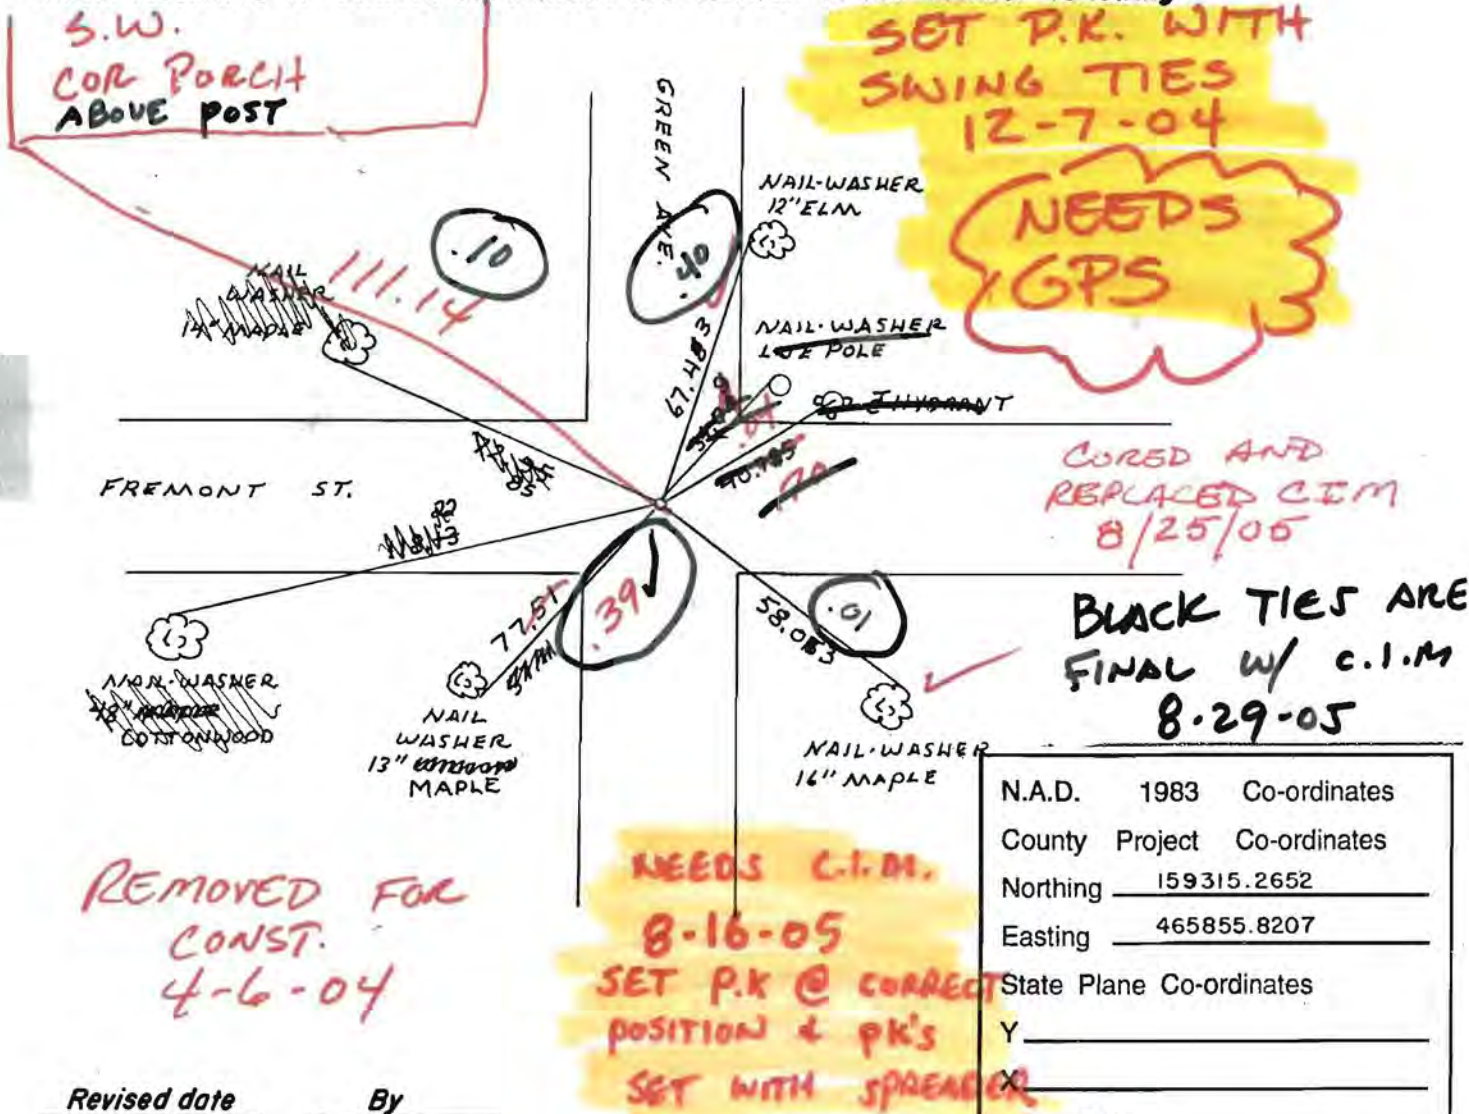 S.W.
COR PORCH
ABOVE POST
SET P.K. WITH
SWING TIES
12-7-04
NEEDS
GPS
GREEN AVE.
NAIL-WASHER
12" ELM
.10
.40
111.14
NAIL
WASHER
14" MAPLE
67.483
NAIL-WASHER
POLE
.04
FREMONT ST.
CORED AND
REPLACED C.I.M
8/25/05
.39
77.51
.01
58.083
BLACK TIES ARE
FINAL W/ C.I.M
8-29-05
NAIL-WASHER
48"
COTTONWOOD
NAIL
WASHER
13"
MAPLE
NAIL-WASHER
16" MAPLE
N.A.D. 1983 Co-ordinates
County Project Co-ordinates
Northing 159315.2652
Easting 465855.8207
State Plane Co-ordinates
Y
X
REMOVED FOR
CONST.
4-6-04
NEEDS C.I.M.
8-16-05
SET P.K @ CORRECT
POSITION & PK's
SET WITH SPREADER
Revised date By